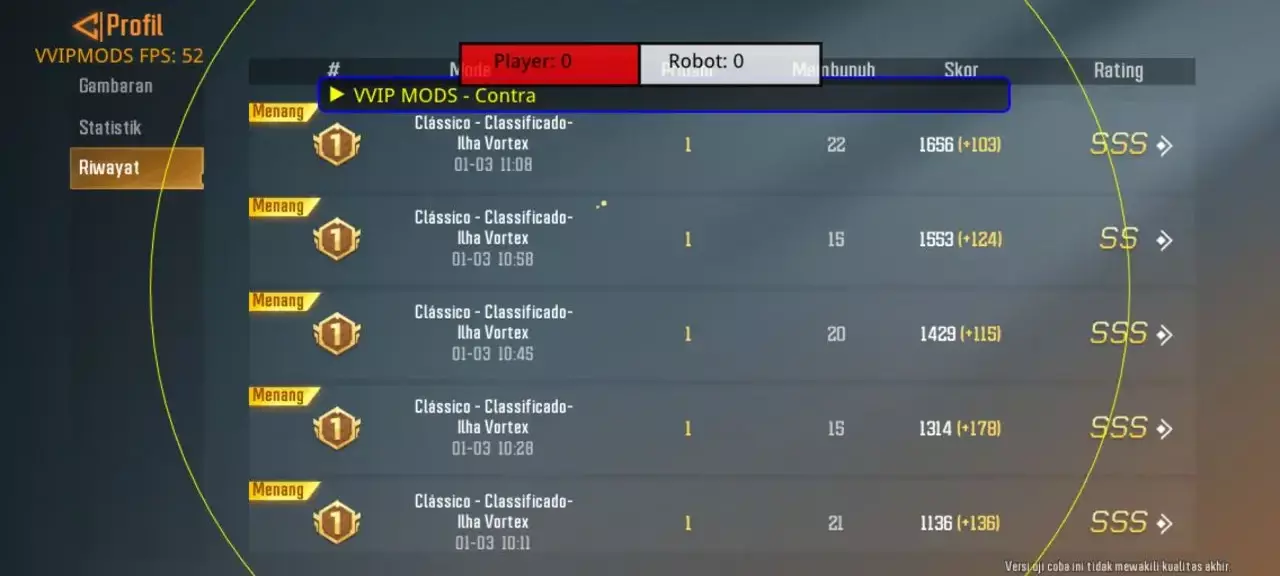 Profil
VVIPMODS FPS: 52
Gambaran
Statistik
Riwayat
Player: 0
Robot: 0
# Membunuh Skor Rating
VVIP MODS - Contra
Menang
1
Clássico - Classificado-
Ilha Vortex
01-03 11:08
1 22 1656 (+103) SSS
Menang
1
Clássico - Classificado-
Ilha Vortex
01-03 10:58
1 15 1553 (+124) SS
Menang
1
Clássico - Classificado-
Ilha Vortex
01-03 10:45
1 20 1429 (+115) SSS
Menang
1
Clássico - Classificado-
Ilha Vortex
01-03 10:28
1 15 1314 (+178) SSS
Menang
1
Clássico - Classificado-
Ilha Vortex
01-03 10:11
1 21 1136 (+136) SSS
Versi uji coba ini tidak mewakili kualitas akhir